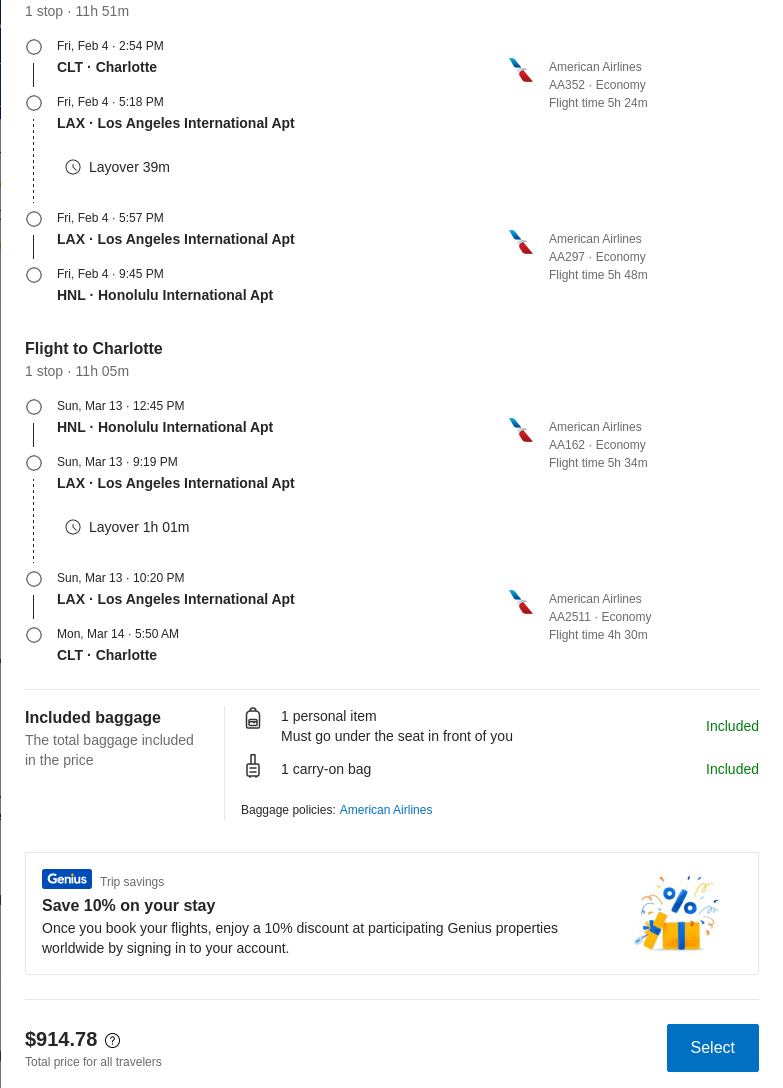 1 stop · 11h 51m
Fri, Feb 4 · 2:54 PM
CLT · Charlotte
American Airlines
AA352 · Economy
Flight time 5h 24m
Fri, Feb 4 · 5:18 PM
LAX · Los Angeles International Apt
Layover 39m
Fri, Feb 4 · 5:57 PM
LAX · Los Angeles International Apt
American Airlines
AA297 · Economy
Flight time 5h 48m
Fri, Feb 4 · 9:45 PM
HNL · Honolulu International Apt
Flight to Charlotte
1 stop · 11h 05m
Sun, Mar 13 · 12:45 PM
HNL · Honolulu International Apt
American Airlines
AA162 · Economy
Flight time 5h 34m
Sun, Mar 13 · 9:19 PM
LAX · Los Angeles International Apt
Layover 1h 01m
Sun, Mar 13 · 10:20 PM
LAX · Los Angeles International Apt
American Airlines
AA2511 · Economy
Flight time 4h 30m
Mon, Mar 14 · 5:50 AM
CLT · Charlotte
Included baggage
The total baggage included
in the price
1 personal item
Must go under the seat in front of you
Included
1 carry-on bag
Included
Baggage policies: American Airlines
Genius Trip savings
Save 10% on your stay
Once you book your flights, enjoy a 10% discount at participating Genius properties
worldwide by signing in to your account.
%
$914.78 ?
Total price for all travelers
Select